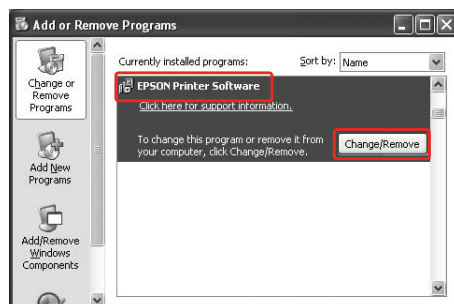 Add or Remove Programs
Change or
Remove
Programs
Add New
Programs
Add/Remove
Windows
Components
Currently installed programs:
Sort by: Name
EPSON Printer Software
Click here for support information.
To change this program or remove it from
your computer, click Change/Remove.
Change/Remove